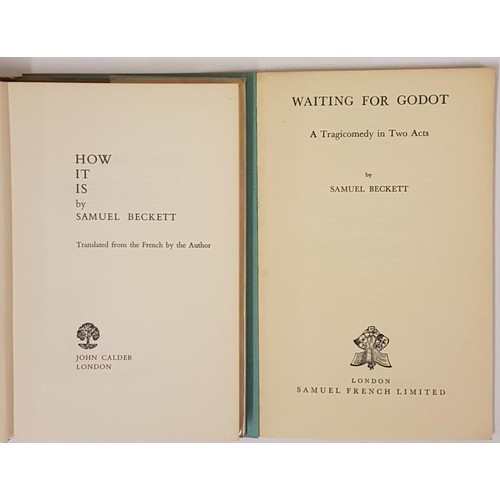 HOW
IT
IS
by
SAMUEL BECKETT
Translated from the French by the Author
JOHN CALDER
LONDON
WAITING FOR GODOT
A Tragicomedy in Two Acts
by
SAMUEL BECKETT
LONDON
SAMUEL FRENCH LIMITED